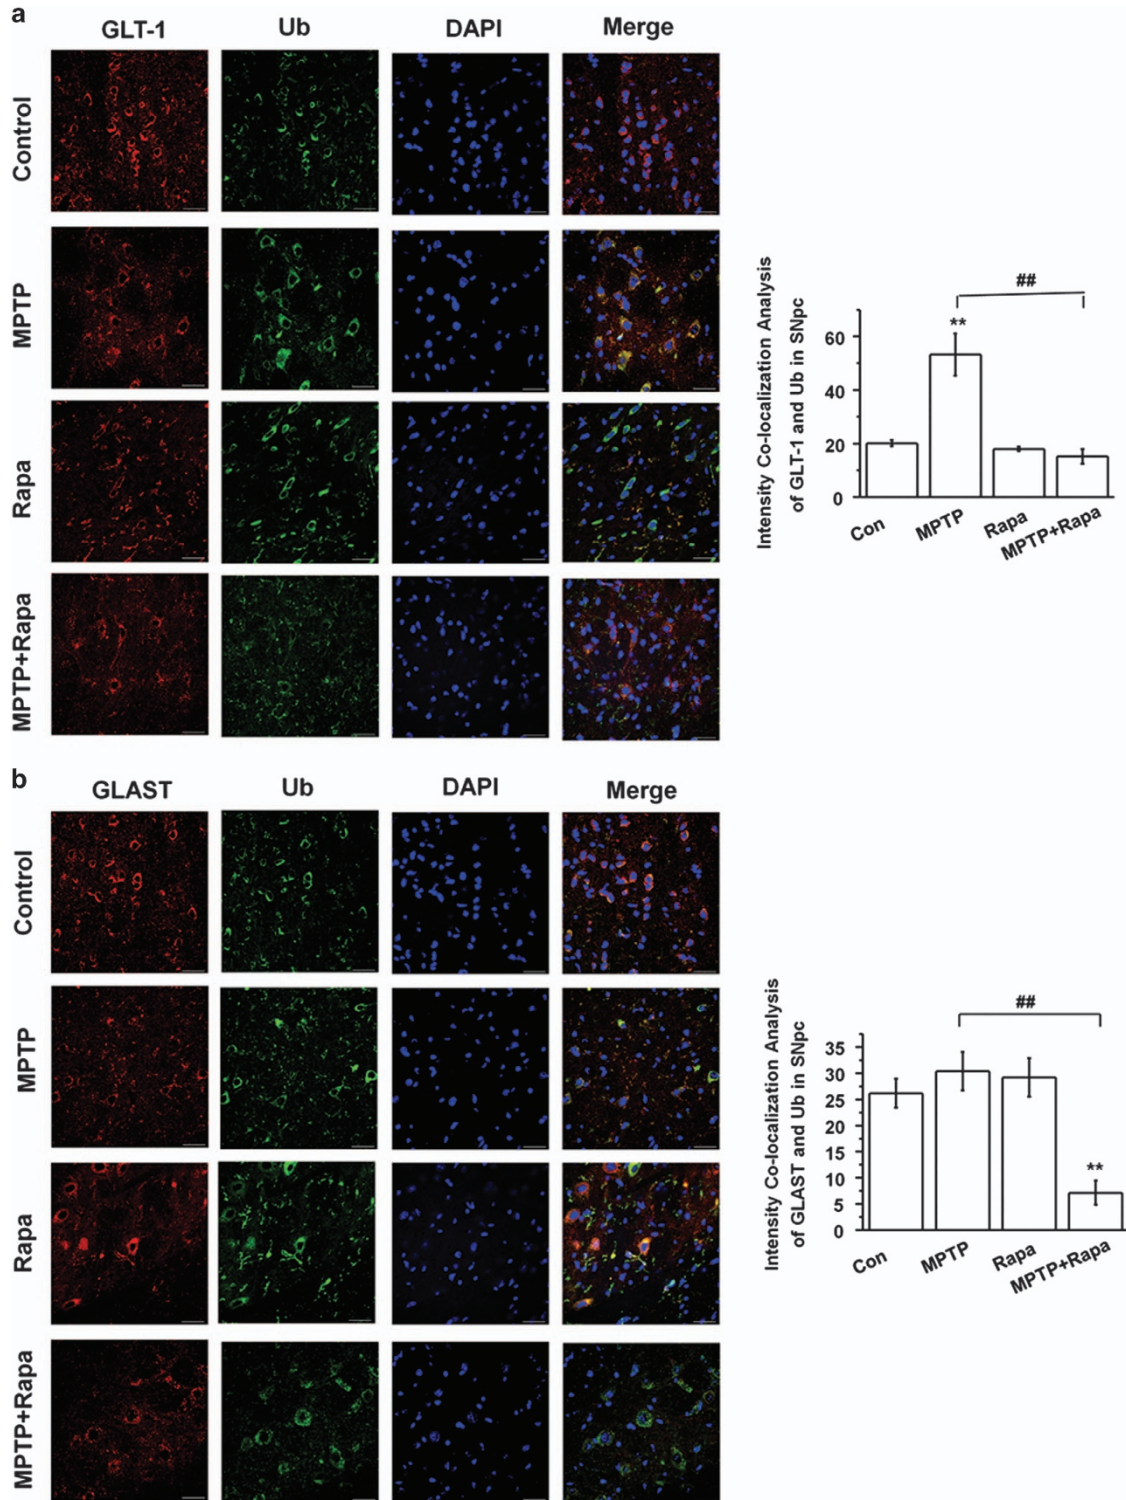 a
GLT-1 Ub DAPI Merge
Control
MPTP
Rapa
MPTP+Rapa
Intensity Co-localization Analysis
of GLT-1 and Ub in SNpc
##
**
60
40
20
0
Con MPTP Rapa MPTP+Rapa
b
GLAST Ub DAPI Merge
Control
MPTP
Rapa
MPTP+Rapa
Intensity Co-localization Analysis
of GLAST and Ub in SNpc
##
**
35
30
25
20
15
10
5
0
Con MPTP Rapa MPTP+Rapa